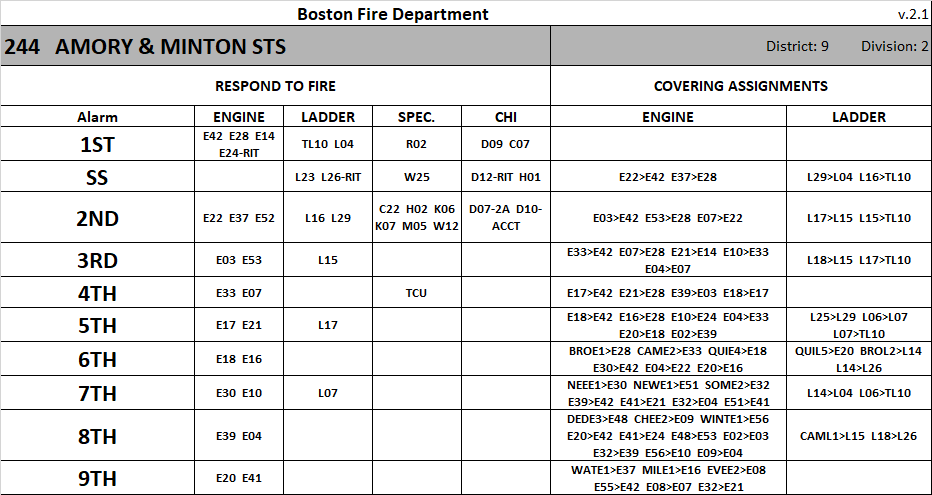 Boston Fire Department v.2.1
244 AMORY & MINTON STS District: 9 Division: 2
RESPOND TO FIRE COVERING ASSIGNMENTS
Alarm ENGINE LADDER SPEC. CHI ENGINE LADDER
1ST E42 E28 E14 E24-RIT TL10 L04 R02 D09 C07
SS L23 L26-RIT W25 D12-RIT H01 E22>E42 E37>E28 L29>L04 L16>TL10
2ND E22 E37 E52 L16 L29 C22 H02 K06 K07 M05 W12 D07-2A D10-ACCT E03>E42 E53>E28 E07>E22 L17>L15 L15>TL10
3RD E03 E53 L15 E33>E42 E07>E28 E21>E14 E10>E33 E04>E07 L18>L15 L17>TL10
4TH E33 E07 TCU E17>E42 E21>E28 E39>E03 E18>E17
5TH E17 E21 L17 E18>E42 E16>E28 E10>E24 E04>E33 E20>E18 E02>E39 L25>L29 L06>L07 L07>TL10
6TH E18 E16 BROE1>E28 CAME2>E33 QUIE4>E18 E30>E42 E04>E22 E20>E16 QUIL5>E20 BROL2>L14 L14>L26
7TH E30 E10 L07 NEEE1>E30 NEWE1>E51 SOME2>E32 E39>E42 E41>E21 E32>E04 E51>E41 L14>L04 L06>TL10
8TH E39 E04 DEDE3>E48 CHEE2>E09 WINTE1>E56 E20>E42 E41>E24 E48>E53 E02>E03 E32>E39 E56>E10 E09>E04 CAML1>L15 L18>L26
9TH E20 E41 WATE1>E37 MILE1>E16 EVEE2>E08 E55>E42 E08>E07 E32>E21